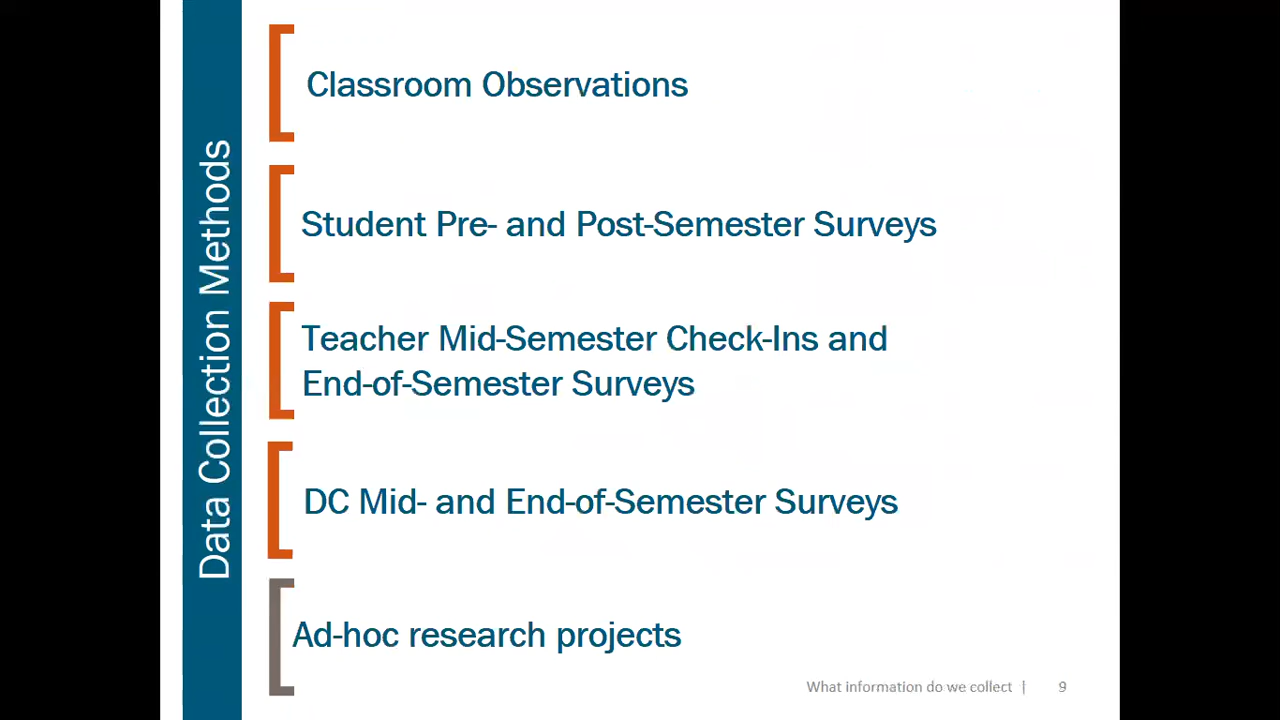 Data Collection Methods
Classroom Observations
Student Pre- and Post-Semester Surveys
Teacher Mid-Semester Check-Ins and
End-of-Semester Surveys
DC Mid- and End-of-Semester Surveys
Ad-hoc research projects
What information do we collect | 9